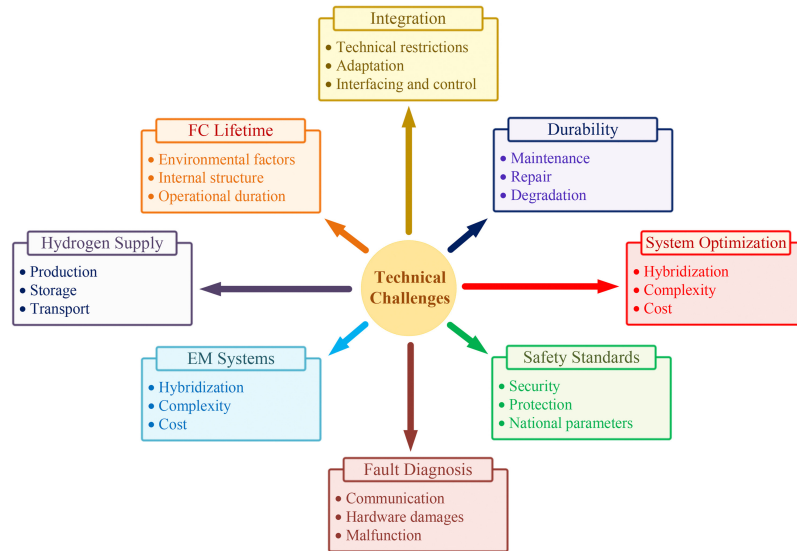 Integration
• Technical restrictions
• Adaptation
• Interfacing and control
FC Lifetime
• Environmental factors
• Internal structure
• Operational duration
Durability
• Maintenance
• Repair
• Degradation
Hydrogen Supply
• Production
• Storage
• Transport
Technical
Challenges
System Optimization
• Hybridization
• Complexity
• Cost
EM Systems
• Hybridization
• Complexity
• Cost
Safety Standards
• Security
• Protection
• National parameters
Fault Diagnosis
• Communication
• Hardware damages
• Malfunction